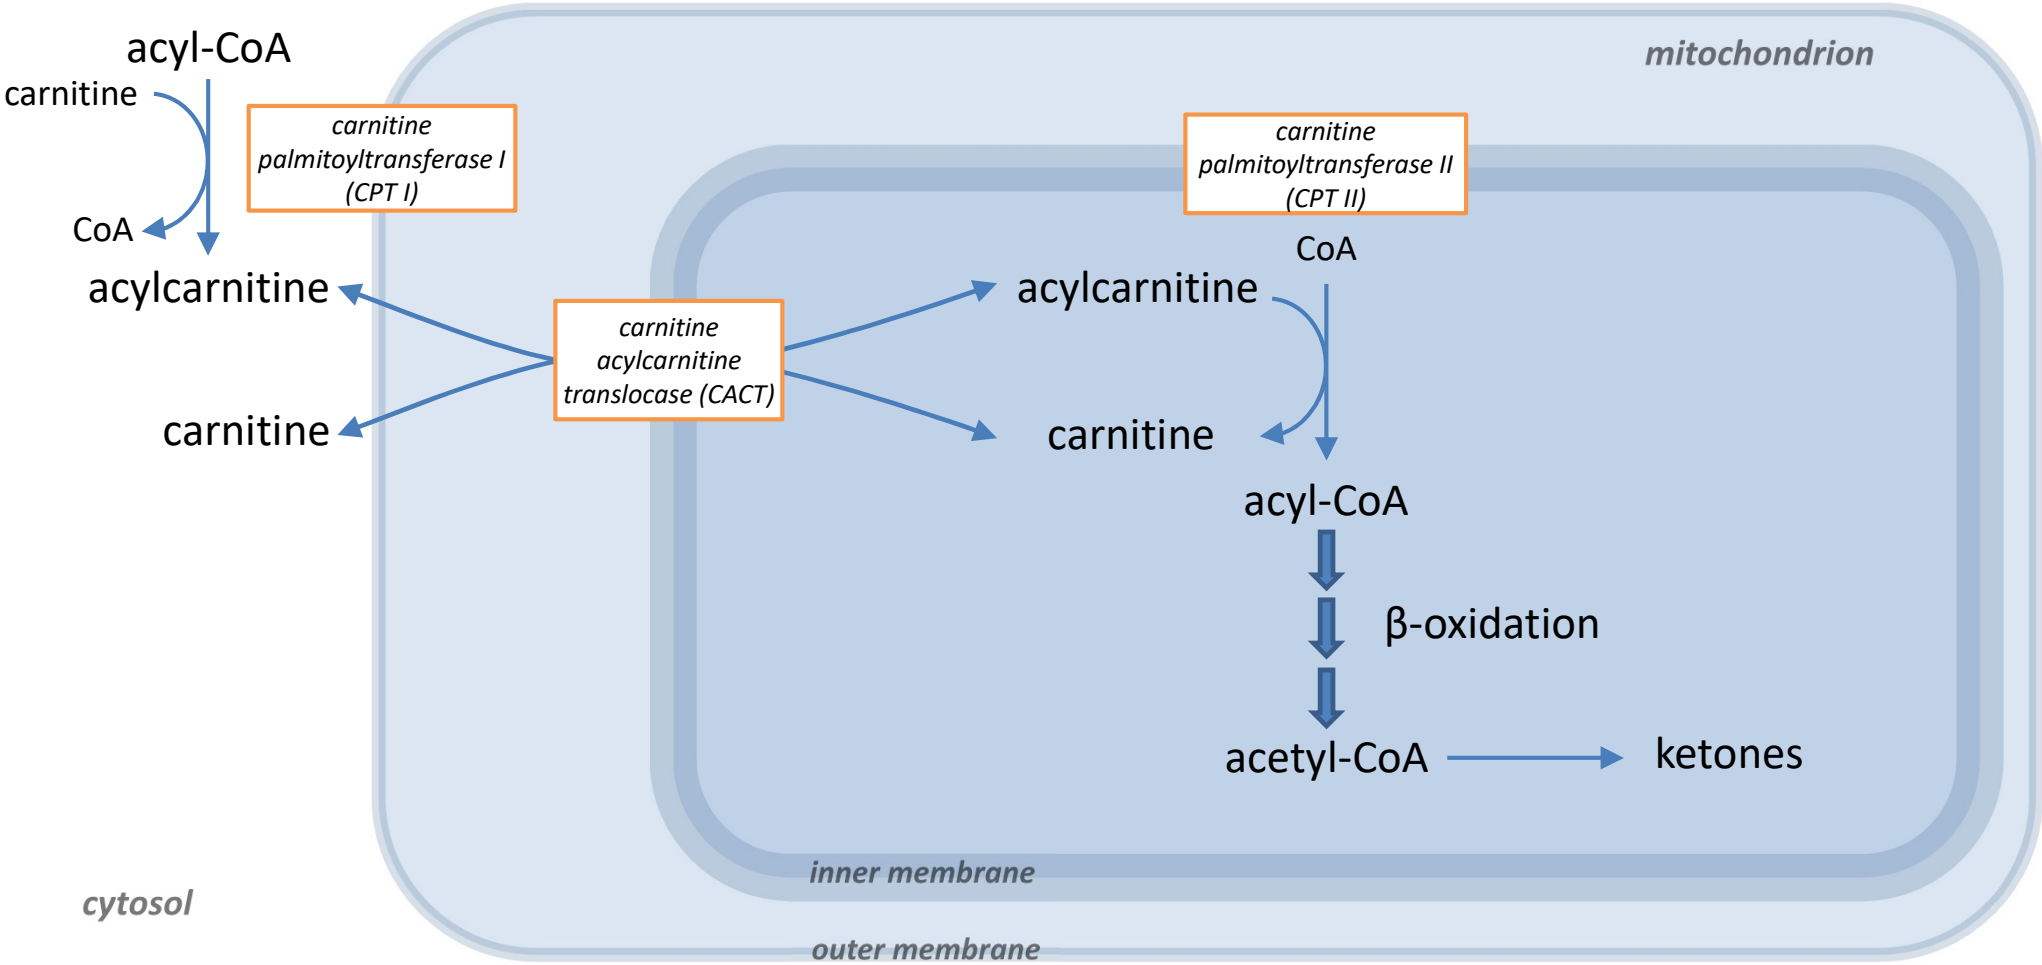 acyl-CoA
carnitine
carnitine
palmitoyltransferase I
(CPT I)
CoA
acylcarnitine
carnitine
carnitine
acylcarnitine
translocase (CACT)
mitochondrion
carnitine
palmitoyltransferase II
(CPT II)
CoA
acylcarnitine
carnitine
acyl-CoA
β-oxidation
acetyl-CoA
ketones
inner membrane
cytosol
outer membrane